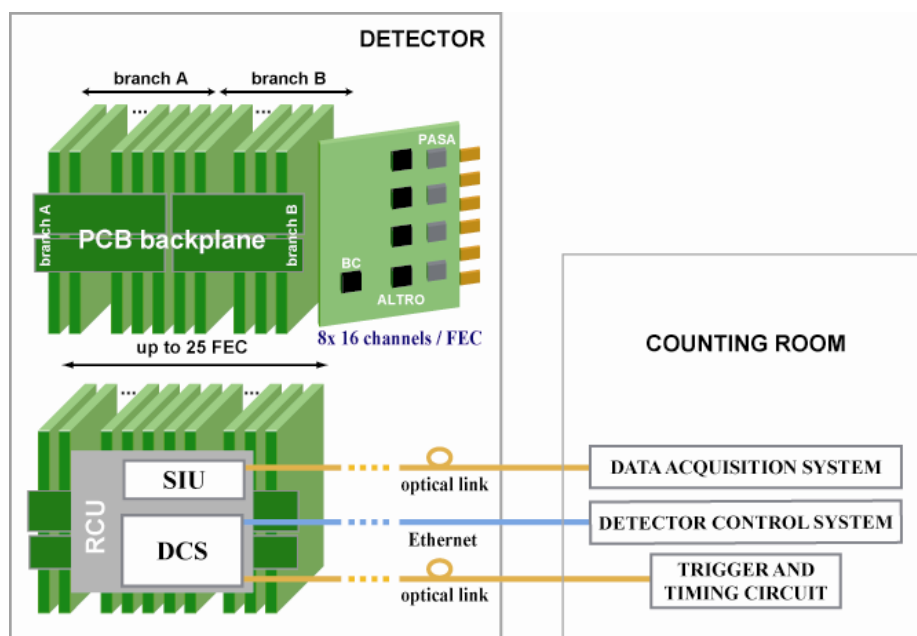 DETECTOR
branch A
branch B
...
...
PASA
branch A
PCB backplane
branch B
BC
ALTRO
8x 16 channels / FEC
up to 25 FEC
COUNTING ROOM
...
...
RCU
SIU
optical link
DATA ACQUISITION SYSTEM
DCS
Ethernet
DETECTOR CONTROL SYSTEM
optical link
TRIGGER AND
TIMING CIRCUIT